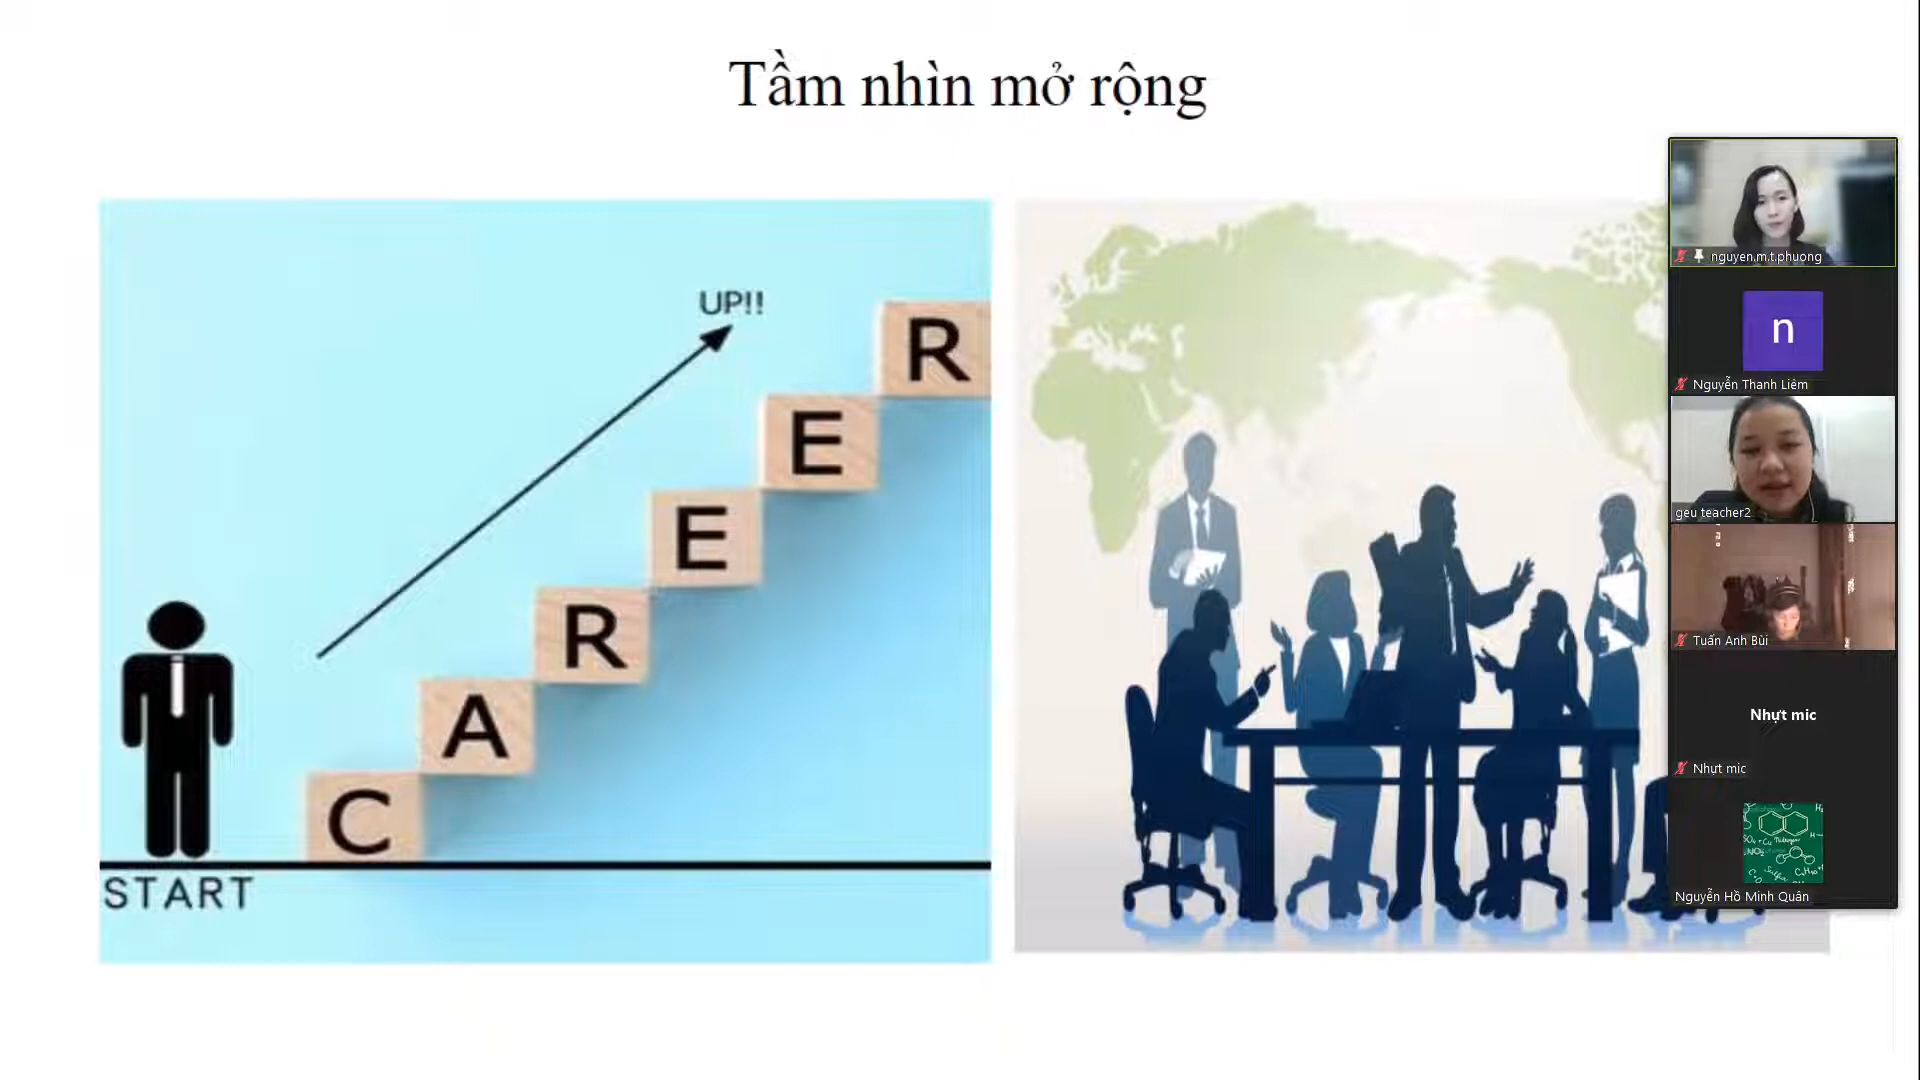 Tầm nhìn mở rộng
UP!!
R
E
E
R
A
C
START
nguyen.m.t.phuong
n
Nguyễn Thanh Liêm
geu teacher2
Tuấn Anh Bùi
Nhựt mic
Nhựt mic
Nguyễn Hồ Minh Quân